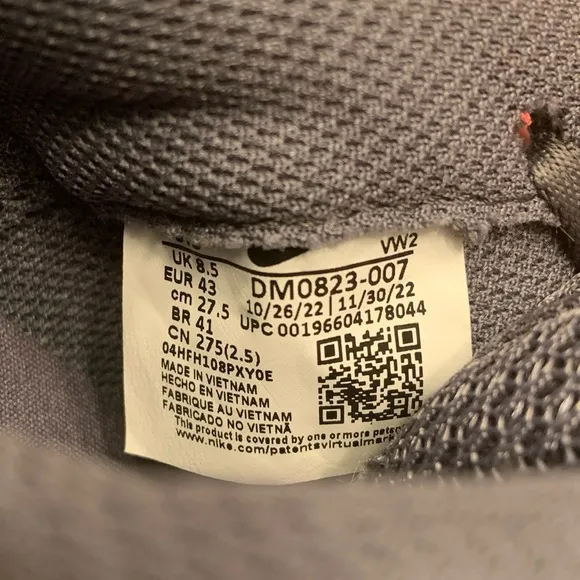 VW2
UK 8.5
EUR 43
cm 27.5
BR 41
CN 275(2.5)
DM0823-007
10/26/22 | 11/30/22
UPC 00196604178044
04HFH108PXY0E
MADE IN VIETNAM
HECHO EN VIETNAM
FABRIQUE AU VIETNAM
FABRICADO NO VIETNÃ
This product is covered by one or more
www.nike.com/patents